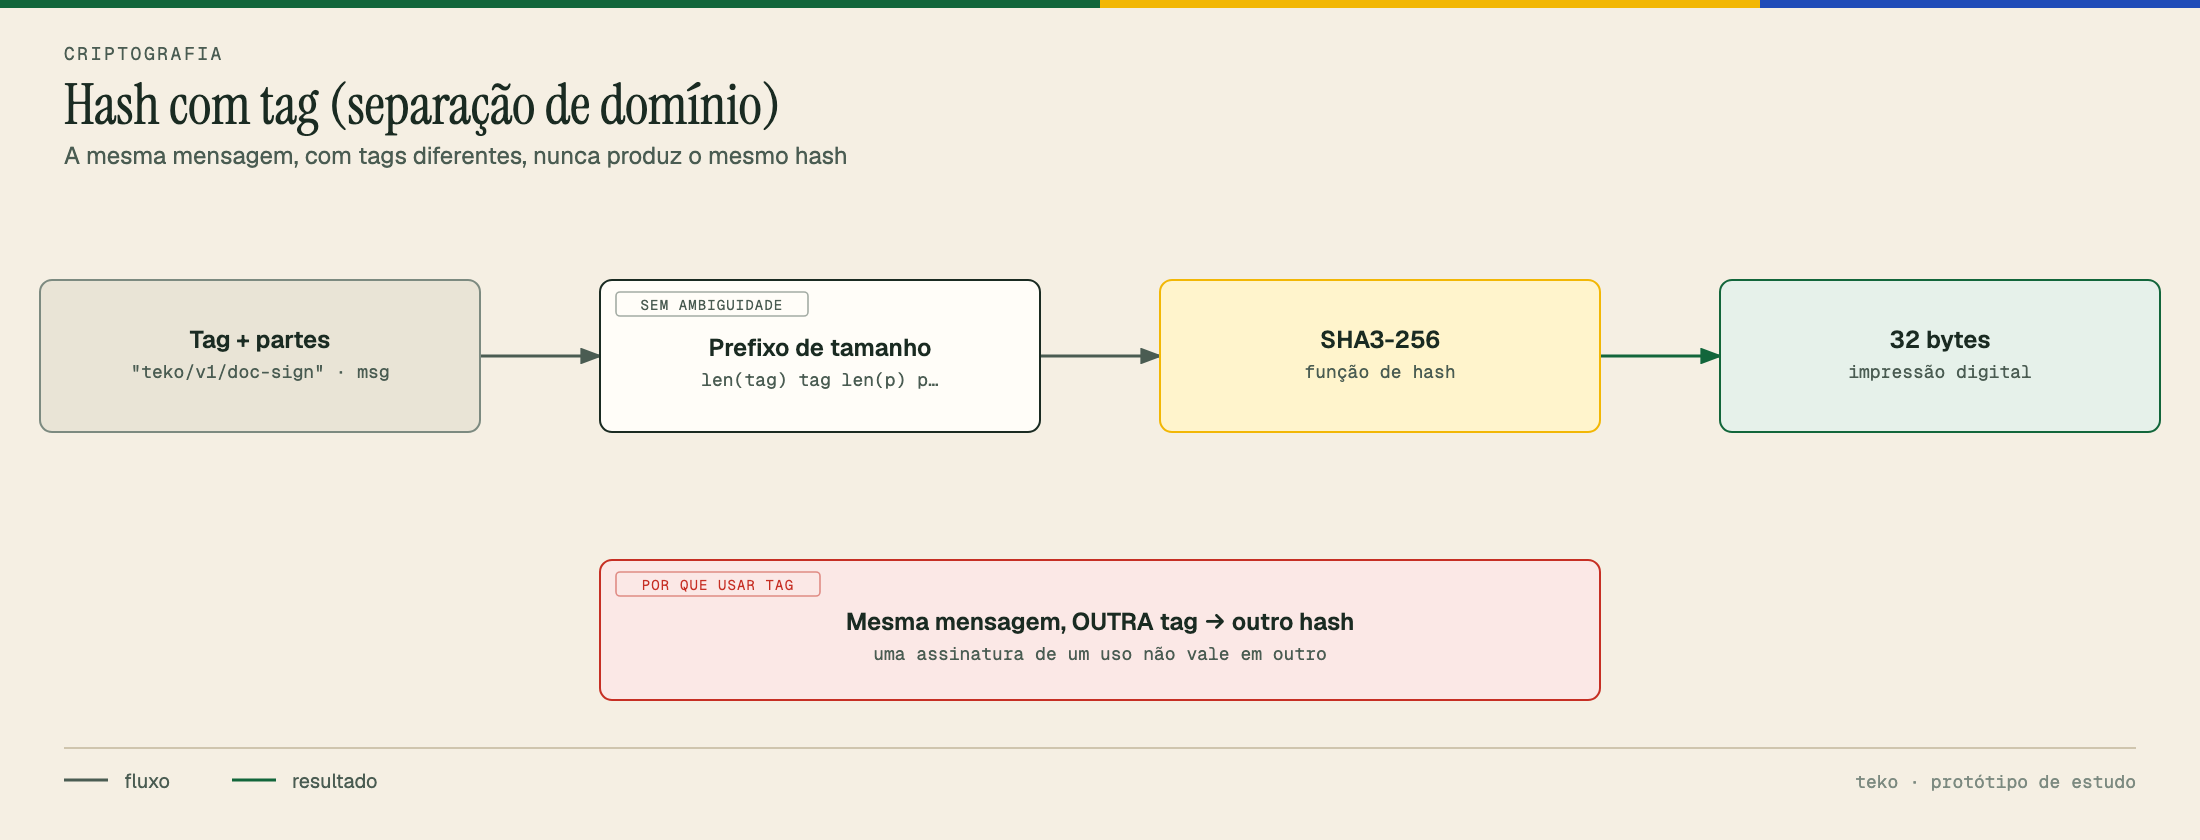 CRIPTOGRAFIA
Hash com tag (separação de domínio)
A mesma mensagem, com tags diferentes, nunca produz o mesmo hash
Tag + partes
"teko/v1/doc-sign" · msg
SEM AMBIGUIDADE
Prefixo de tamanho
len(tag) tag len(p) p…
SHA3-256
função de hash
32 bytes
impressão digital
POR QUE USAR TAG
Mesma mensagem, OUTRA tag → outro hash
uma assinatura de um uso não vale em outro
fluxo
resultado
teko · protótipo de estudo